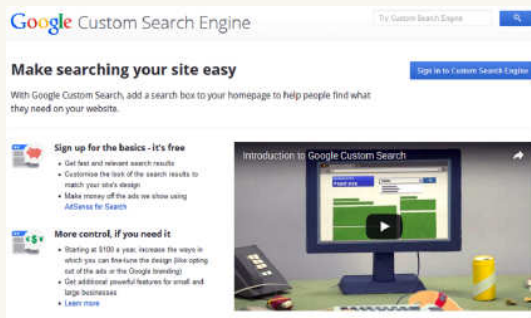 Google Custom Search Engine
Try Custom Search Engine
Make searching your site easy
Sign in to Custom Search Engine
With Google Custom Search, add a search box to your homepage to help people find what
they need on your website.
Sign up for the basics - it's free
• Get fast and relevant search results
• Customise the look of the search results to
match your site's design
• Make money off the ads we show using
AdSense for Search
More control, if you need it
• Starting at $100 a year, increase the ways in
which you can fine-tune the design (like opting
out of the ads or the Google branding)
• Get additional powerful features for small and
large businesses
• Learn more
Introduction to Google Custom Search